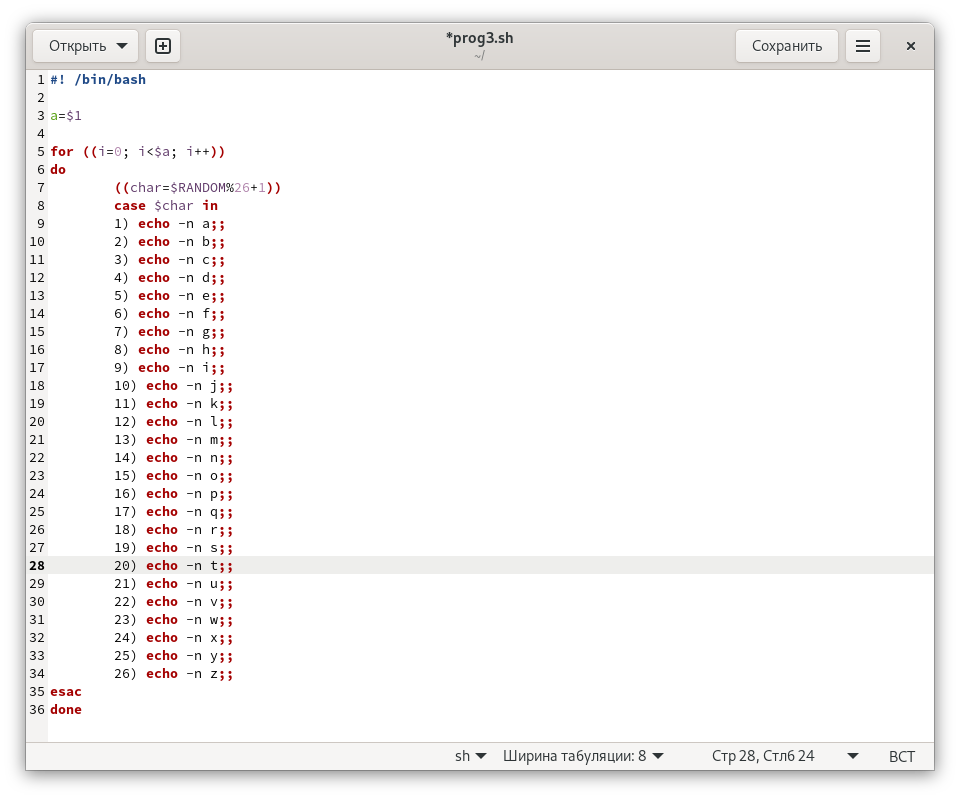 Открыть
*prog3.sh
~/
Сохранить
1 #! /bin/bash
2
3 a=$1
4
5 for ((i=0; i<$a; i++))
6 do
7         ((char=$RANDOM%26+1))
8         case $char in
9         1) echo -n a;;
10         2) echo -n b;;
11         3) echo -n c;;
12         4) echo -n d;;
13         5) echo -n e;;
14         6) echo -n f;;
15         7) echo -n g;;
16         8) echo -n h;;
17         9) echo -n i;;
18         10) echo -n j;;
19         11) echo -n k;;
20         12) echo -n l;;
21         13) echo -n m;;
22         14) echo -n n;;
23         15) echo -n o;;
24         16) echo -n p;;
25         17) echo -n q;;
26         18) echo -n r;;
27         19) echo -n s;;
28         20) echo -n t;;
29         21) echo -n u;;
30         22) echo -n v;;
31         23) echo -n w;;
32         24) echo -n x;;
33         25) echo -n y;;
34         26) echo -n z;;
35 esac
36 done
sh Ширина табуляции: 8 Стр 28, Стлб 24 ВСТ